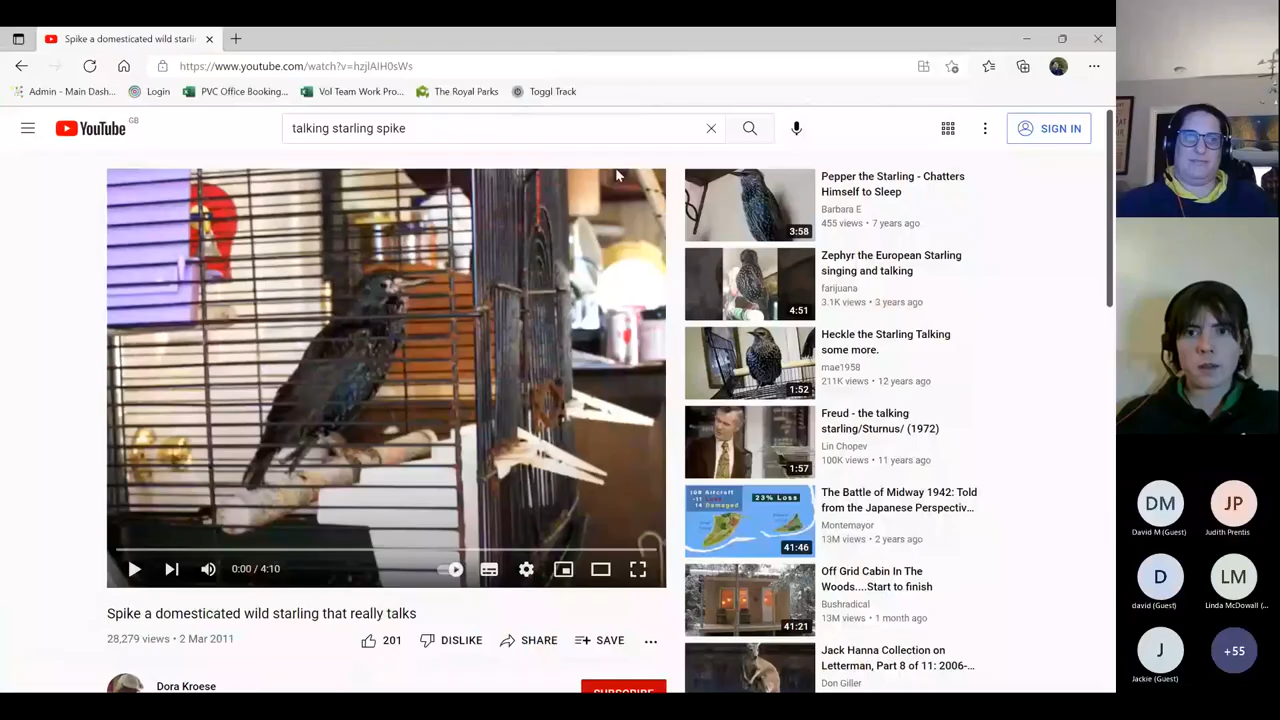 Spike a domesticated wild starli
https://www.youtube.com/watch?v=hzjlAIH0sWs
Admin - Main Dash...
Login
PVC Office Booking...
Vol Team Work Pro...
The Royal Parks
Toggl Track
YouTube GB
talking starling spike
SIGN IN
Pepper the Starling - Chatters
Himself to Sleep
Barbara E
455 views • 7 years ago
3:58
Zephyr the European Starling
singing and talking
farijuana
3.1K views • 3 years ago
4:51
Heckle the Starling Talking
some more.
mae1958
211K views • 12 years ago
1:52
Freud - the talking
starling/Sturnus/ (1972)
Lin Chopev
100K views • 11 years ago
1:57
23% Loss
The Battle of Midway 1942: Told
from the Japanese Perspectiv...
Montemayor
13M views • 2 years ago
41:46
Off Grid Cabin In The
Woods....Start to finish
Bushradical
13M views • 1 month ago
41:21
Jack Hanna Collection on
Letterman, Part 8 of 11: 2006-...
Don Giller
0:00 / 4:10
Spike a domesticated wild starling that really talks
28,279 views • 2 Mar 2011
201
DISLIKE
SHARE
SAVE
Dora Kroese
SUBSCRIBE
DM
David M (Guest)
JP
Judith Prentis
D
david (Guest)
LM
Linda McDowall (...
J
Jackie (Guest)
+55